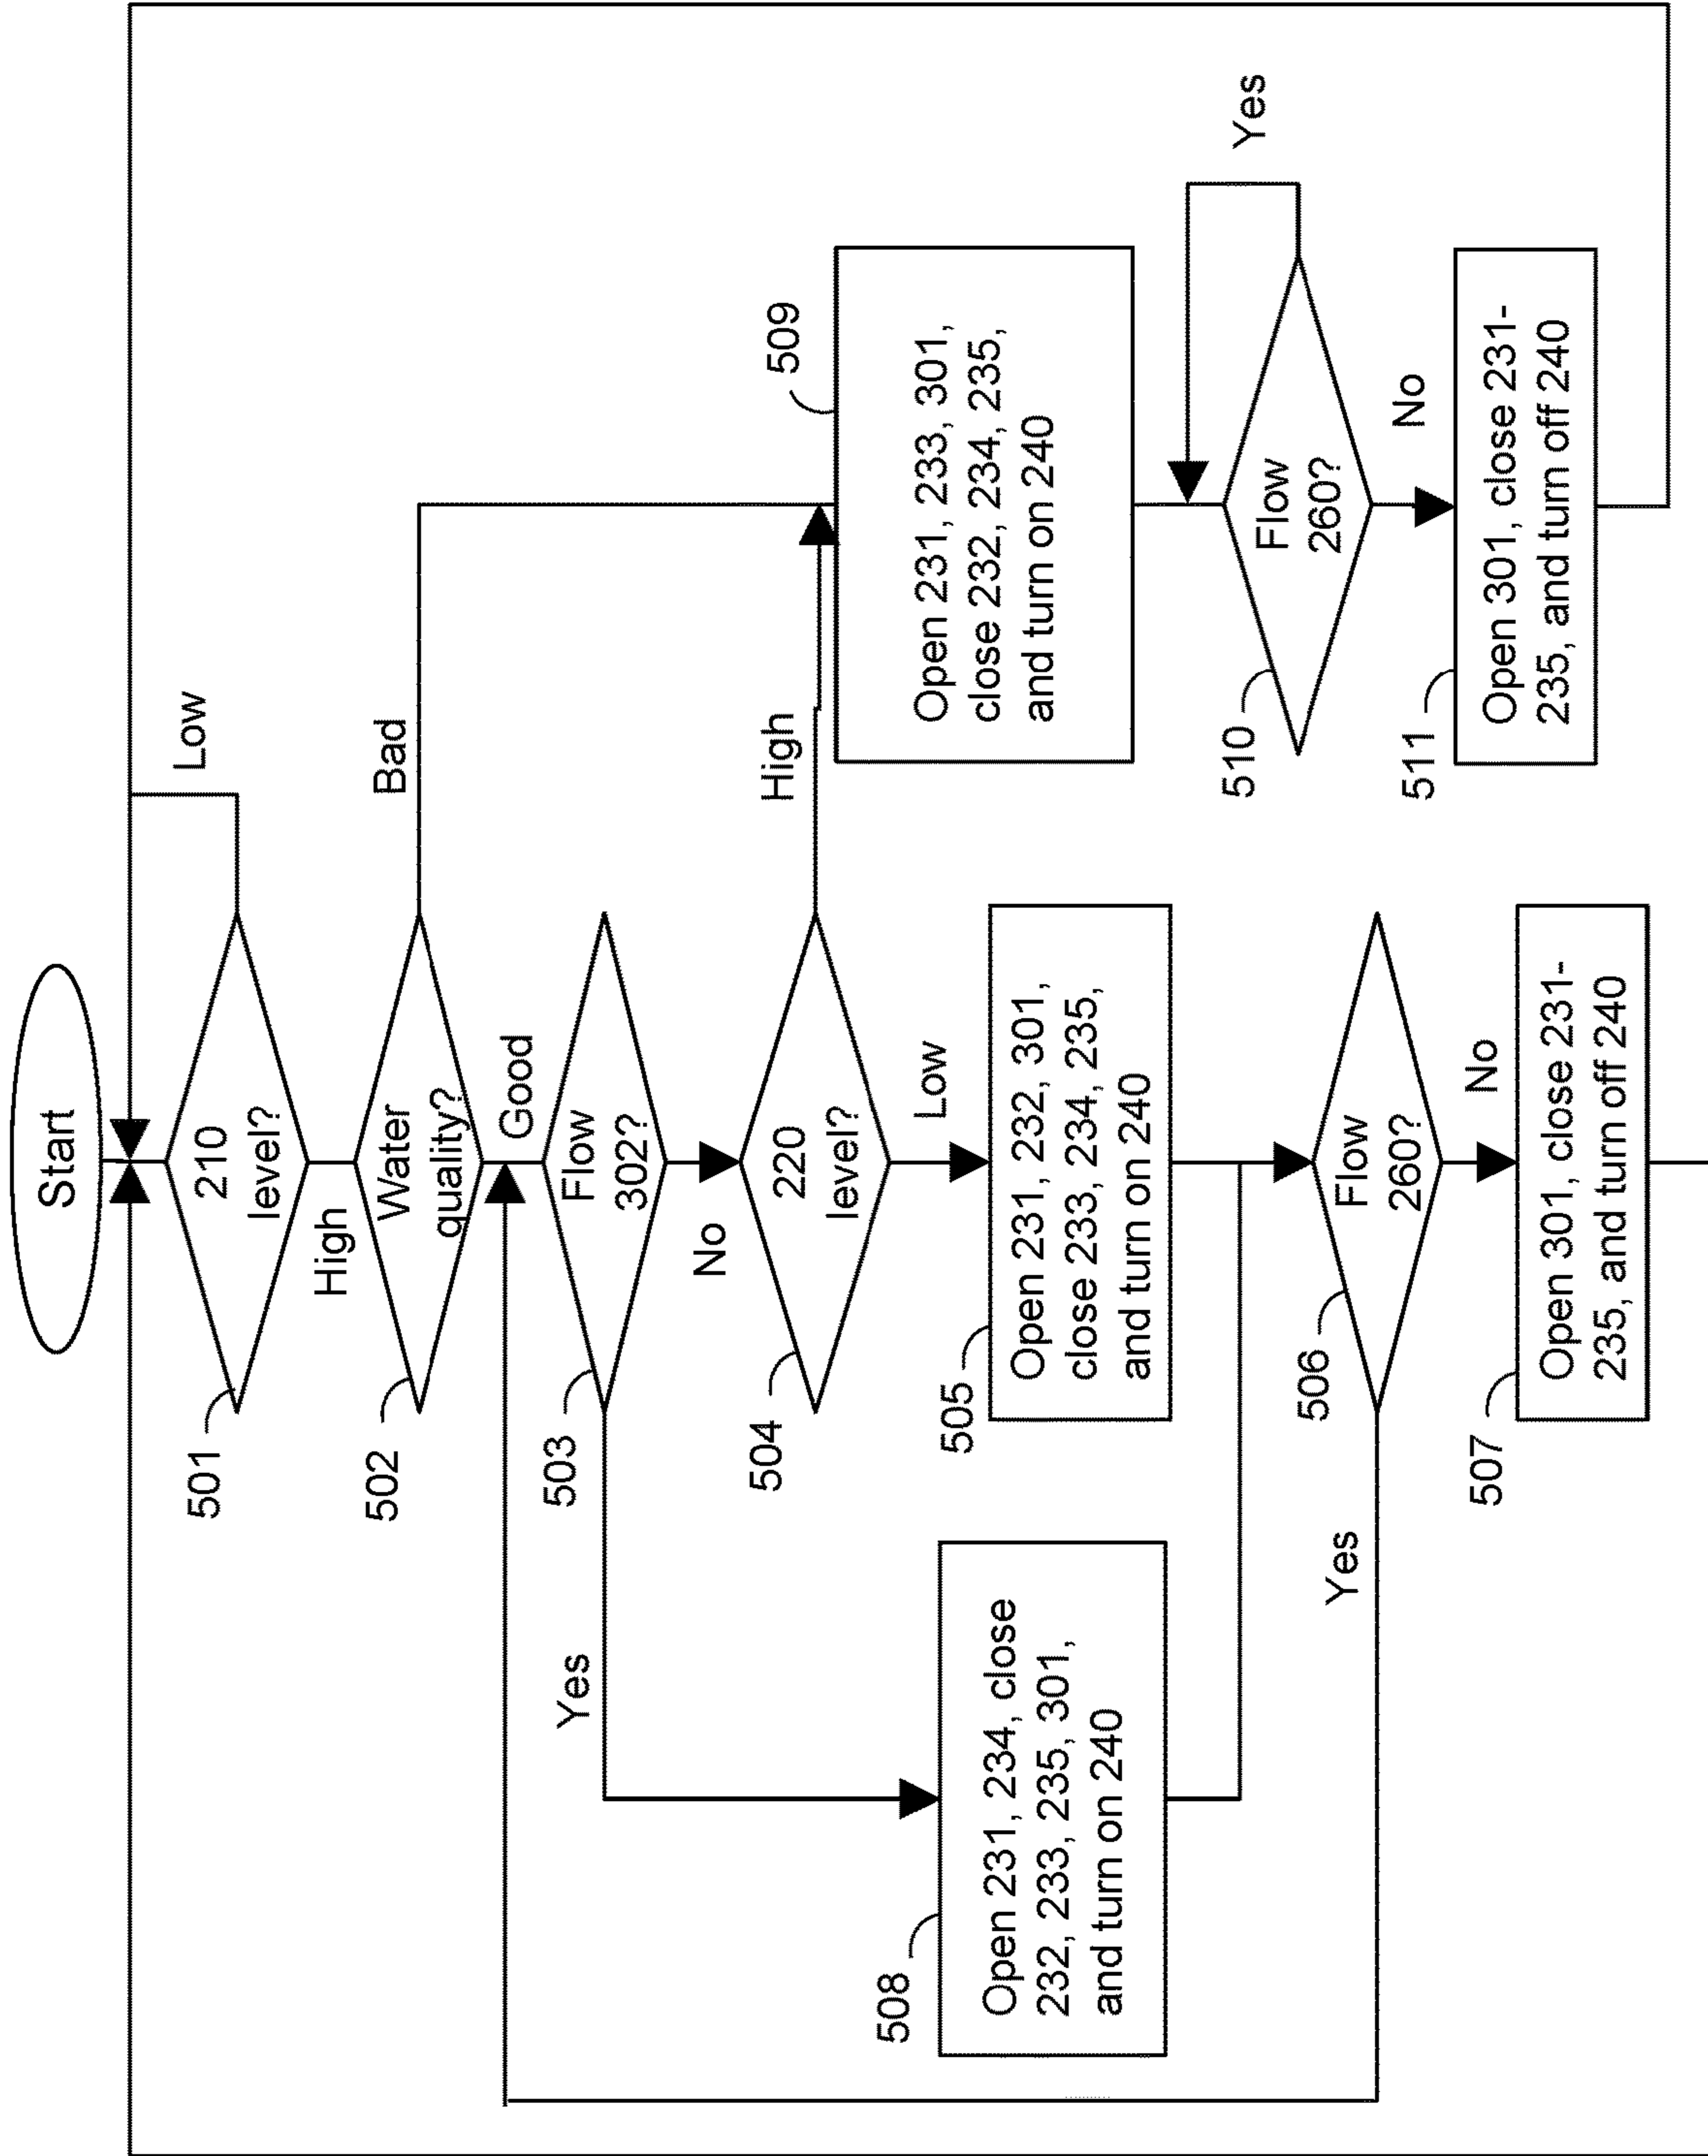 Start
501
210
level?
Low
High
502
Water
quality?
Bad
Good
503
Flow
302?
Yes
No
504
220
level?
High
Low
505
Open 231, 232, 301,
close 233, 234, 235,
and turn on 240
508
Open 231, 234, close
232, 233, 235, 301,
and turn on 240
506
Flow
260?
Yes
No
507
Open 301, close 231-
235, and turn off 240
509
Open 231, 233, 301,
close 232, 234, 235,
and turn on 240
510
Flow
260?
Yes
No
511
Open 301, close 231-
235, and turn off 240